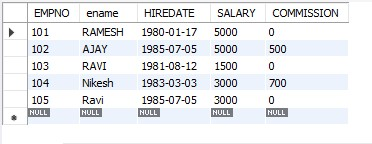 EMPNO ename HIREDATE SALARY COMMISSION
101 RAMESH 1980-01-17 5000 0
102 AJAY 1985-07-05 5000 500
103 RAVI 1981-08-12 1500 0
104 Nikesh 1983-03-03 3000 700
105 Ravi 1985-07-05 3000 0
NULL NULL NULL NULL NULL